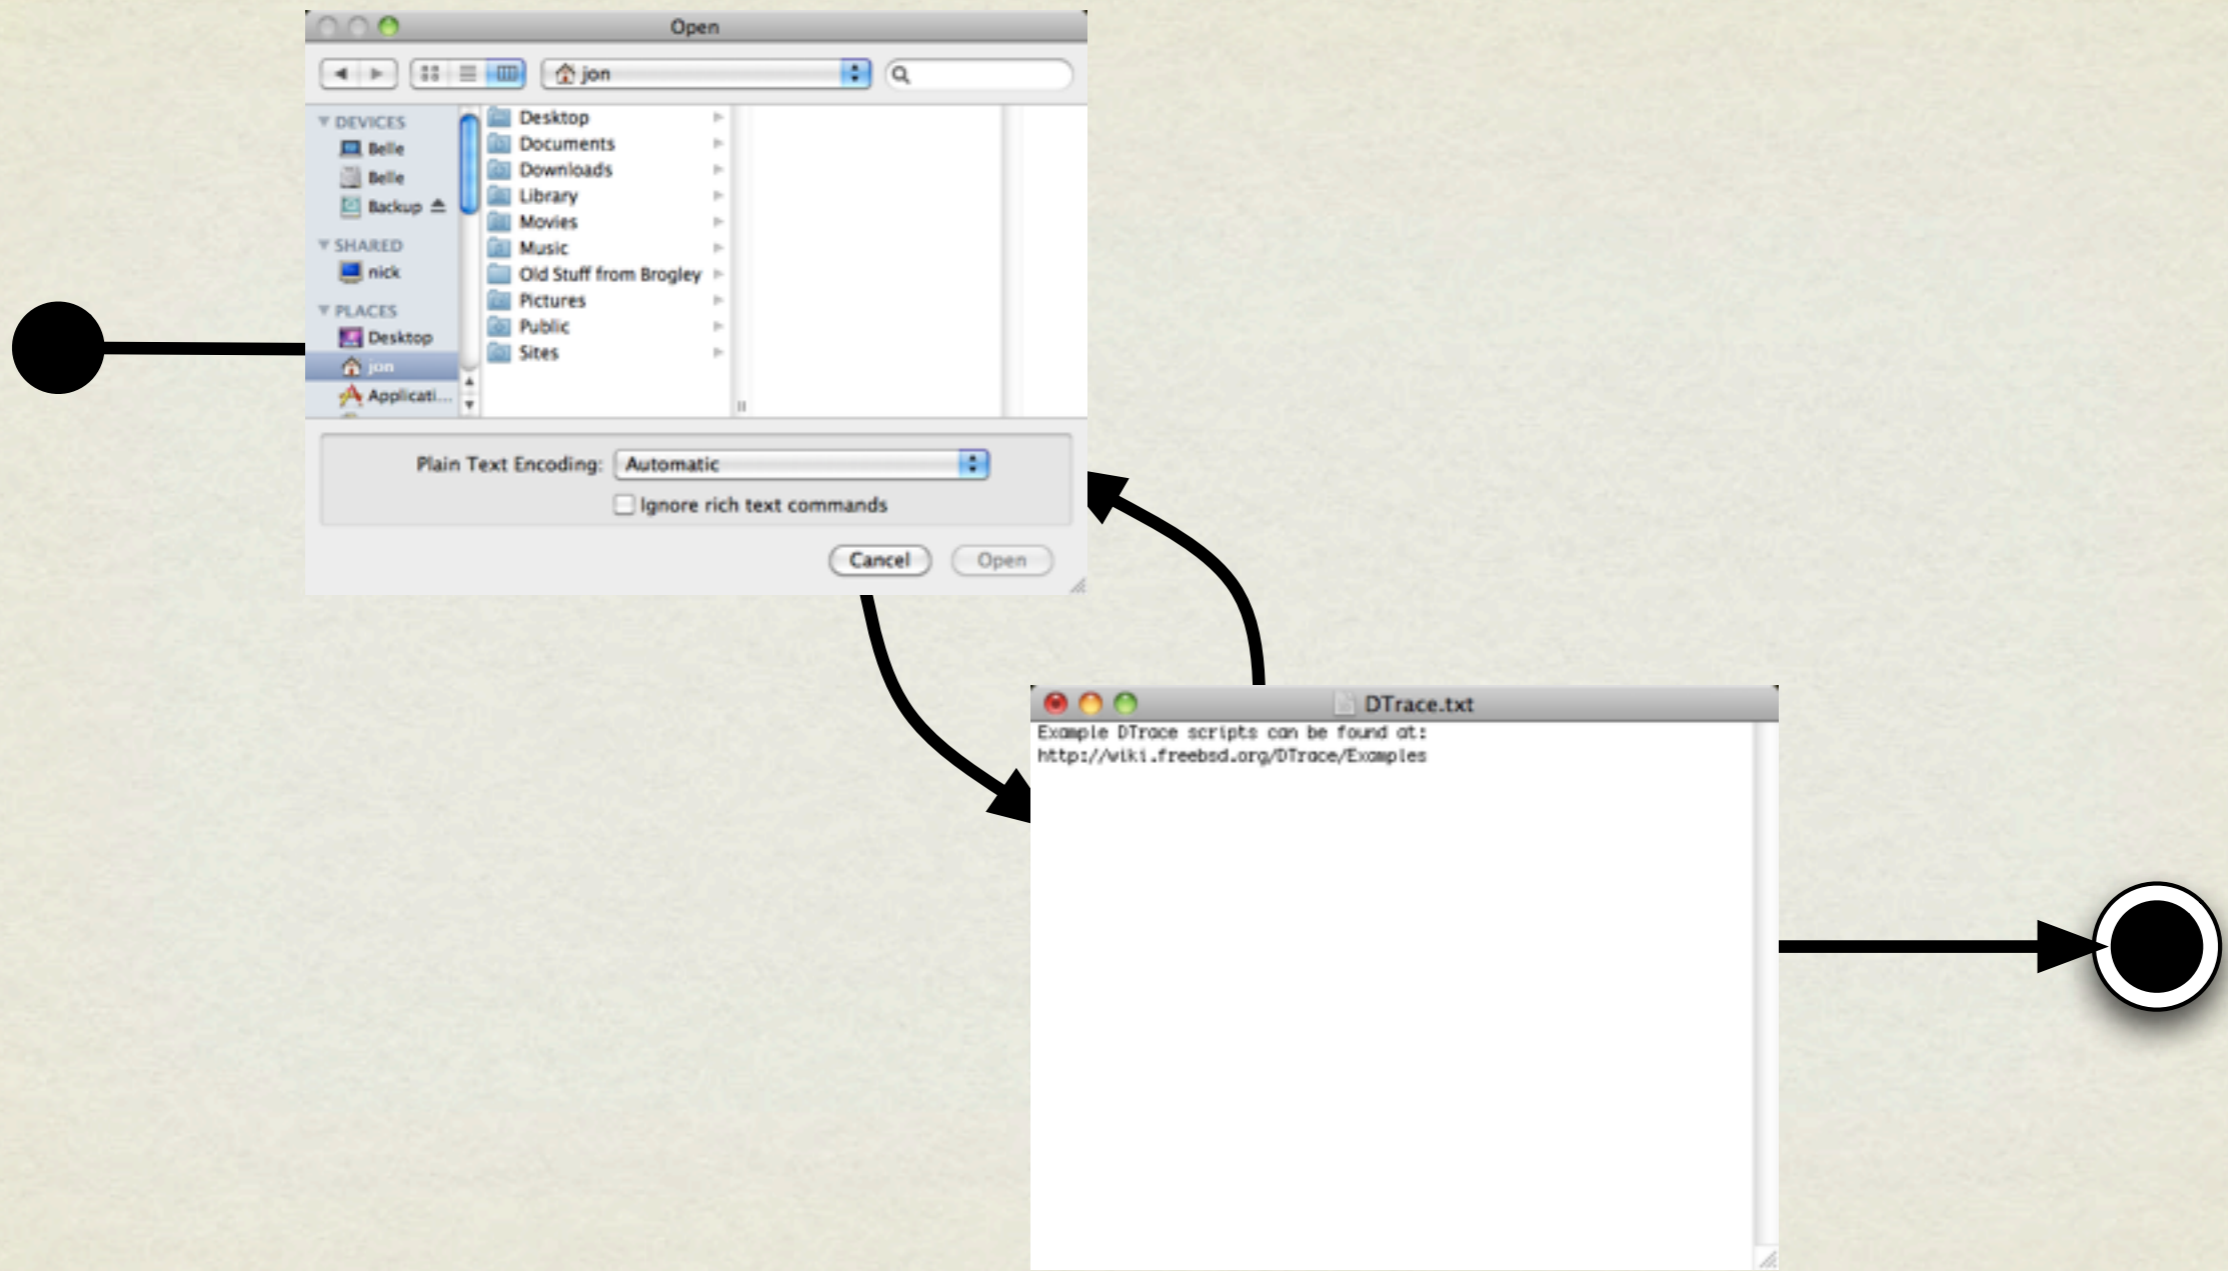 Open
jon
DEVICES
Belle
Belle
Backup
SHARED
nick
PLACES
Desktop
jon
Applicati...
Desktop
Documents
Downloads
Library
Movies
Music
Old Stuff from Brogley
Pictures
Public
Sites
Plain Text Encoding: Automatic
Ignore rich text commands
Cancel Open
DTrace.txt
Example DTrace scripts can be found at:
http://wiki.freebsd.org/DTrace/Examples